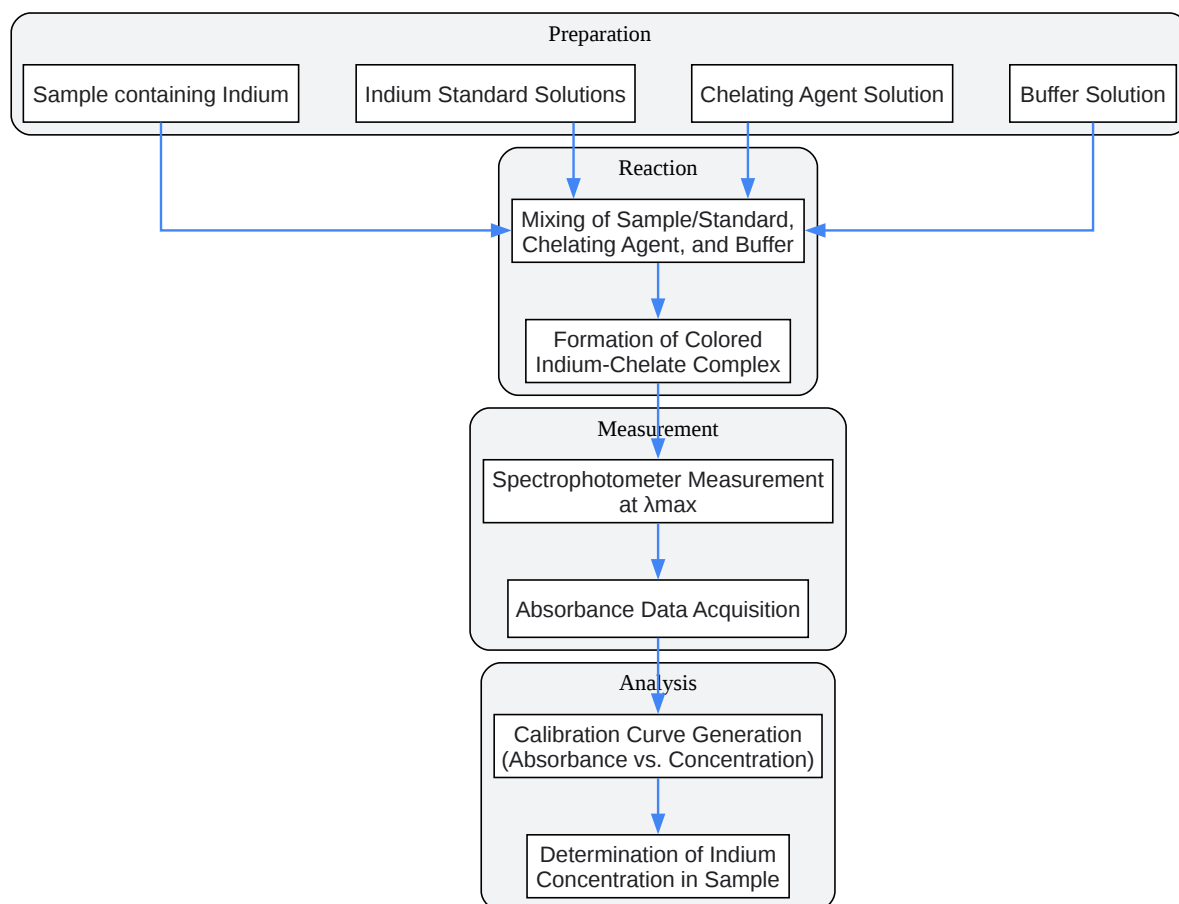 Preparation
Sample containing Indium
Indium Standard Solutions
Chelating Agent Solution
Buffer Solution
Reaction
Mixing of Sample/Standard,
Chelating Agent, and Buffer
Formation of Colored
Indium-Chelate Complex
Measurement
Spectrophotometer Measurement
at λmax
Absorbance Data Acquisition
Analysis
Calibration Curve Generation
(Absorbance vs. Concentration)
Determination of Indium
Concentration in Sample